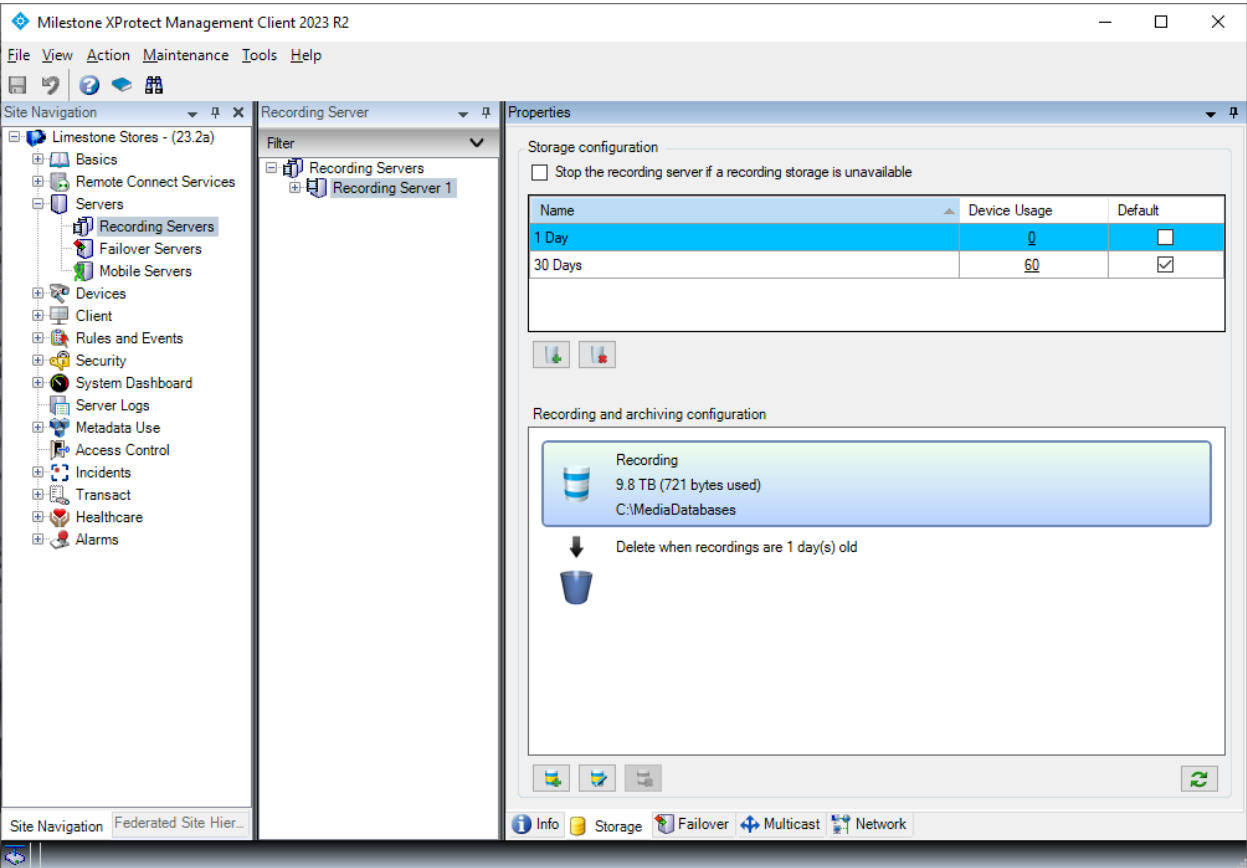 Milestone XProtect Management Client 2023 R2
File View Action Maintenance Tools Help
Site Navigation
Limestone Stores - (23.2a)
Basics
Remote Connect Services
Servers
Recording Servers
Failover Servers
Mobile Servers
Devices
Client
Rules and Events
Security
System Dashboard
Server Logs
Metadata Use
Access Control
Incidents
Transact
Healthcare
Alarms
Site Navigation Federated Site Hier...
Recording Server
Filter
Recording Servers
Recording Server 1
Properties
Storage configuration
Stop the recording server if a recording storage is unavailable
Name Device Usage Default
1 Day 0
30 Days 60
Recording and archiving configuration
Recording
9.8 TB (721 bytes used)
C:\MediaDatabases
Delete when recordings are 1 day(s) old
Info Storage Failover Multicast Network